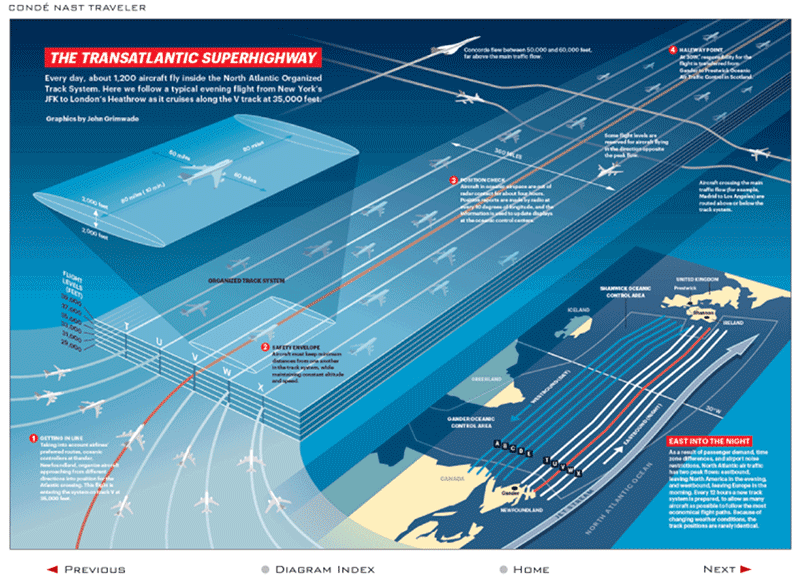 CONDÉ NAST TRAVELER
THE TRANSATLANTIC SUPERHIGHWAY
Every day, about 1,200 aircraft fly inside the North Atlantic Organized
Track System. Here we follow a typical evening flight from New York's
JFK to London's Heathrow as it cruises along the V track at 35,000 feet.
Graphics by John Grimwade
Concorde flew between 50,000 and 60,000 feet,
far above the main traffic flow.
4 HALFWAY POINT
At 30W,° responsibility for the
flight is transferred from
Gander to Prestwick Oceanic
Air Traffic Control in Scotland.
60 miles
80 miles
60 miles
80 miles (10 min.)
2,000 feet
2,000 feet
360 MILES
Some flight levels are
reserved for aircraft flying
in the direction opposite
the peak flow.
3 POSITION CHECK
Aircraft in oceanic airspace are out of
radar contact for about four hours.
Position reports are made by radio at
every 10 degrees of longitude, and the
information is used to update displays
at the oceanic control centers.
Aircraft crossing the main
traffic flow (for example,
Madrid to Los Angeles) are
routed above or below the
track system.
ORGANIZED TRACK SYSTEM
FLIGHT
LEVELS
(FEET)
39,000
37,000
35,000
33,000
31,000
29,000
T
U
V
W
X
2 SAFETY ENVELOPE
Aircraft must keep minimum
distances from one another
in the track system, while
maintaining constant altitude
and speed.
1 GETTING IN LINE
Taking into account airlines'
preferred routes, oceanic
controllers at Gander,
Newfoundland, organize aircraft
approaching from different
directions into position for the
Atlantic crossing. This flight is
entering the system on track V at
35,000 feet.
UNITED KINGDOM
Prestwick
SHANWICK OCEANIC
CONTROL AREA
Shannon
IRELAND
ICELAND
GREENLAND
WESTBOUND (DAY)
GANDER OCEANIC
CONTROL AREA
30°W
EASTBOUND (NIGHT)
A B C D E
T U V W X
CANADA
Gander
NEWFOUNDLAND
JET STREAM
NORTH ATLANTIC OCEAN
EAST INTO THE NIGHT
As a result of passenger demand, time
zone differences, and airport noise
restrictions, North Atlantic air traffic
has two peak flows: eastbound,
leaving North America in the evening,
and westbound, leaving Europe in the
morning. Every 12 hours a new track
system is prepared, to allow as many
aircraft as possible to follow the most
economical flight paths. Because of
changing weather conditions, the
track positions are rarely identical.
PREVIOUS
DIAGRAM INDEX
HOME
NEXT